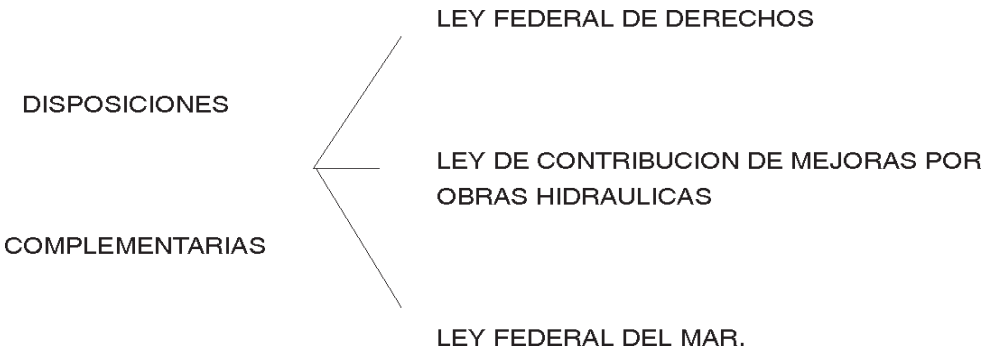 LEY FEDERAL DE DERECHOS
DISPOSICIONES
LEY DE CONTRIBUCION DE MEJORAS POR
OBRAS HIDRAULICAS
COMPLEMENTARIAS
LEY FEDERAL DEL MAR.